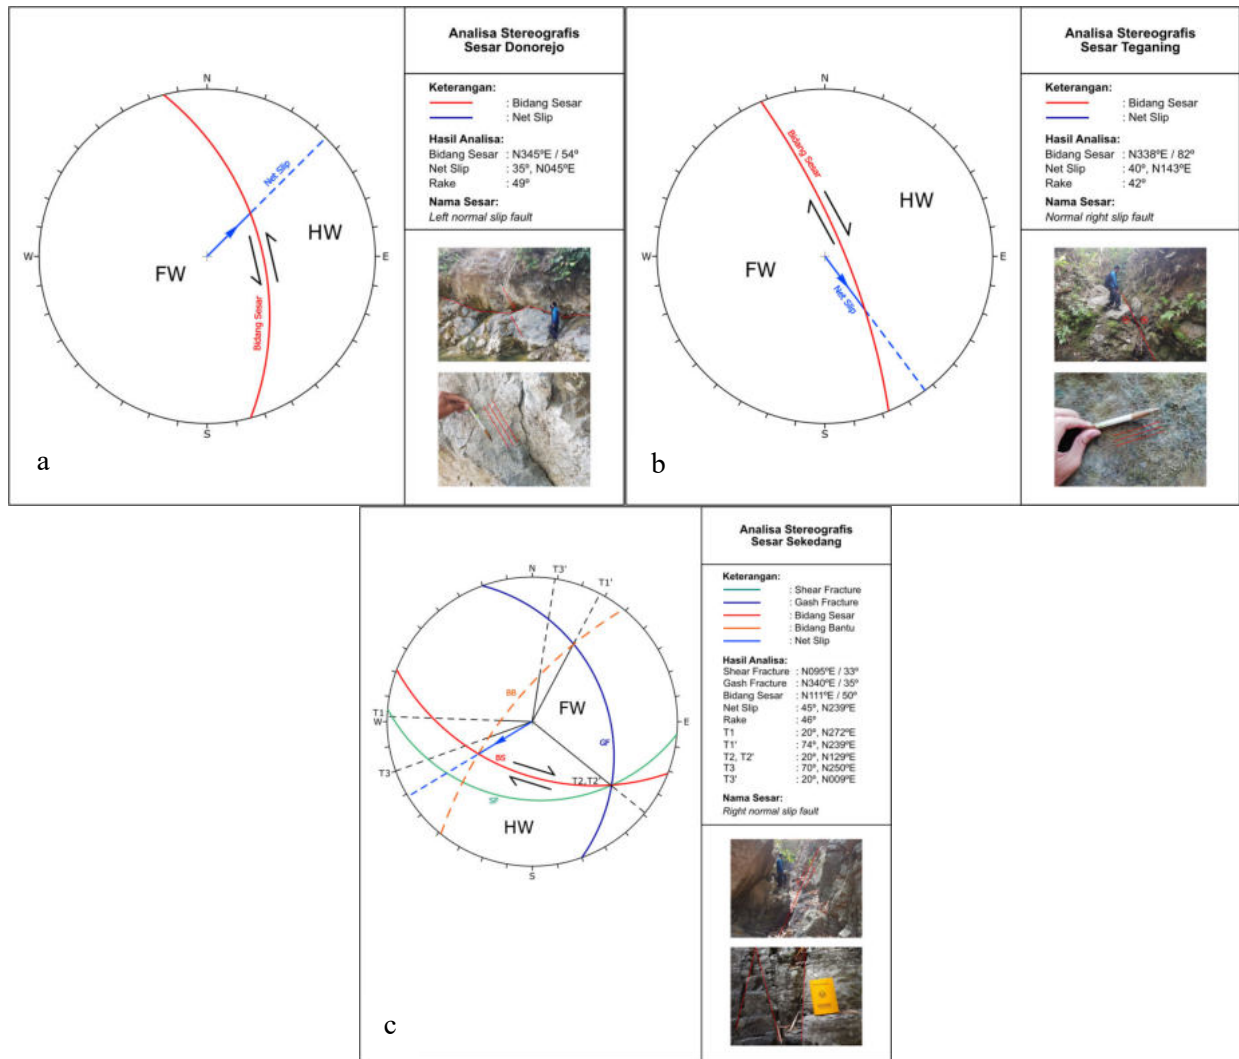 Analisa Stereografis
Sesar Donorejo
Keterangan:
: Bidang Sesar
: Net Slip
Hasil Analisa:
Bidang Sesar : N345ºE / 54º
Net Slip : 35º, N045ºE
Rake : 49º
Nama Sesar:
Left normal slip fault
N
W
E
S
Net Slip
HW
FW
Bidang Sesar
a
Analisa Stereografis
Sesar Teganing
Keterangan:
: Bidang Sesar
: Net Slip
Hasil Analisa:
Bidang Sesar : N338ºE / 82º
Net Slip : 40º, N143ºE
Rake : 42º
Nama Sesar:
Normal right slip fault
N
W
E
S
Bidang Sesar
HW
FW
Net Slip
b
Analisa Stereografis
Sesar Sekedang
Keterangan:
: Shear Fracture
: Gash Fracture
: Bidang Sesar
: Bidang Bantu
: Net Slip
Hasil Analisa:
Shear Fracture : N095ºE / 33º
Gash Fracture : N340ºE / 35º
Bidang Sesar : N111ºE / 50º
Net Slip : 45º, N239ºE
Rake : 46º
T1 : 20º, N272ºE
T1' : 74º, N239ºE
T2, T2' : 20º, N129ºE
T3 : 70º, N250ºE
T3' : 20º, N009ºE
Nama Sesar:
Right normal slip fault
N
T3'
T1'
BB
FW
T1
W
E
GF
BS
T3
T2,T2'
SF
HW
S
c